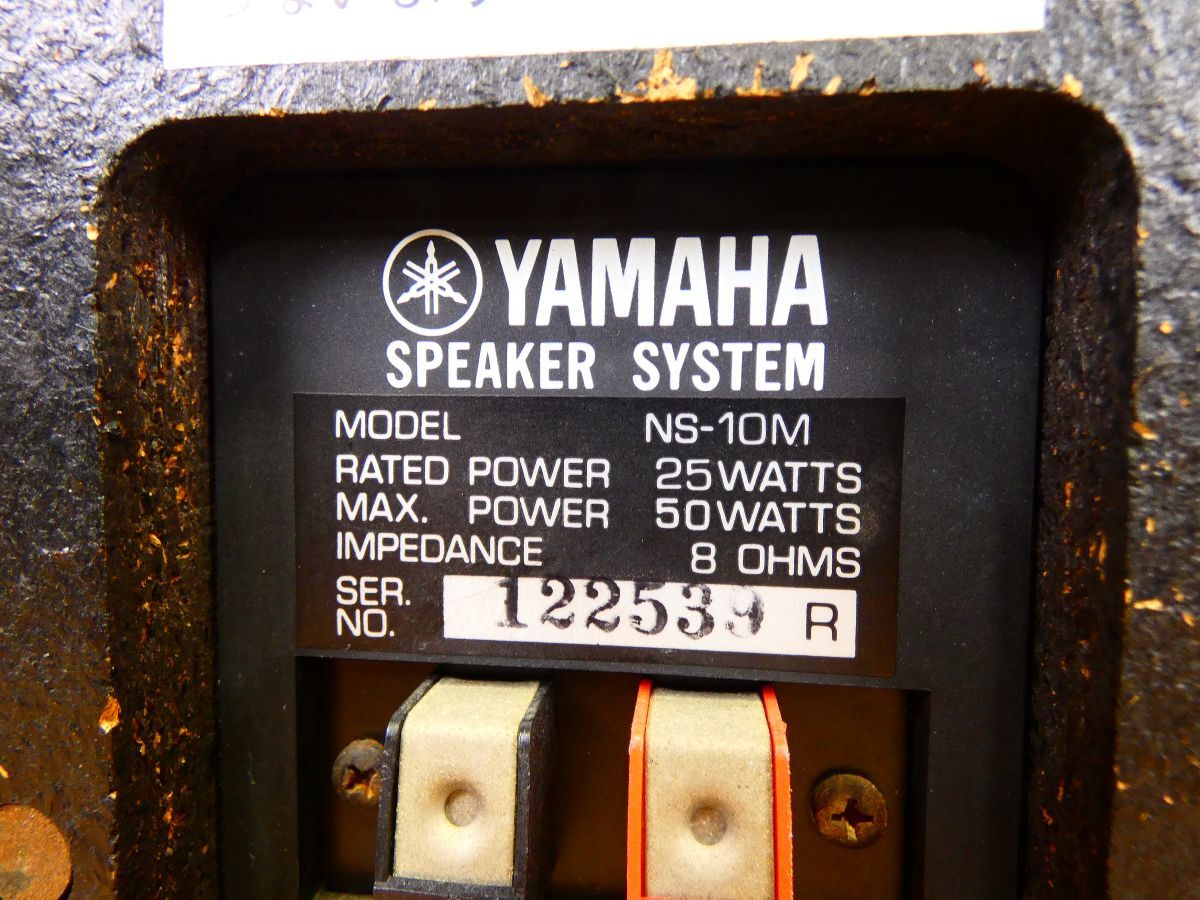 YAMAHA
SPEAKER SYSTEM
MODEL NS-10M
RATED POWER 25WATTS
MAX. POWER 50WATTS
IMPEDANCE 8 OHMS
SER. NO. 122539 R